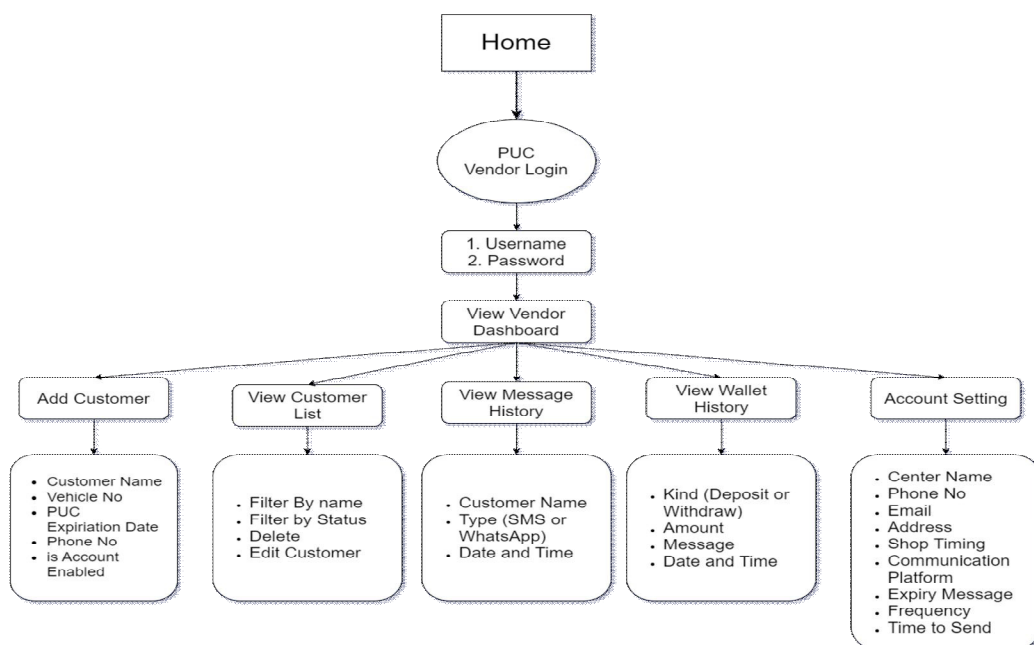 Home
PUC
Vendor Login
1. Username
2. Password
View Vendor
Dashboard
Add Customer
View Customer
List
View Message
History
View Wallet
History
Account Setting
• Customer Name
• Vehicle No
• PUC
Expiriation Date
• Phone No
• is Account
Enabled
• Filter By name
• Filter by Status
• Delete
• Edit Customer
• Customer Name
• Type (SMS or
WhatsApp)
• Date and Time
• Kind (Deposit or
Withdraw)
• Amount
• Message
• Date and Time
• Center Name
• Phone No
• Email
• Address
• Shop Timing
• Communication
Platform
• Expiry Message
• Frequency
• Time to Send